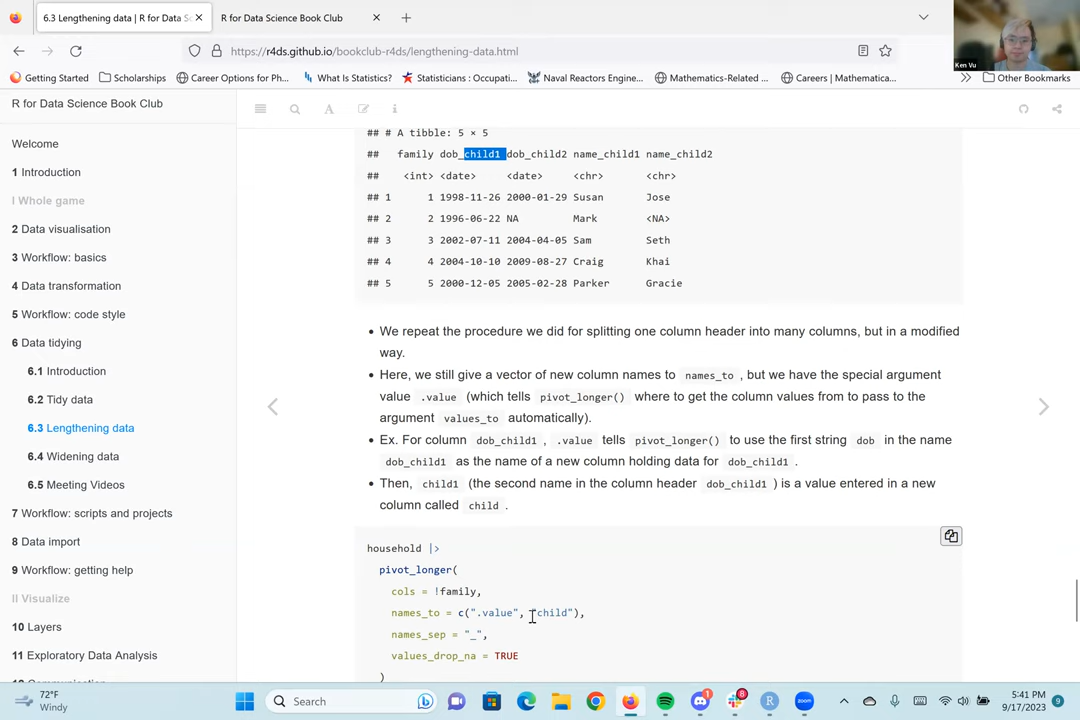 6.3 Lengthening data | R for Data Sc
R for Data Science Book Club
https://r4ds.github.io/bookclub-r4ds/lengthening-data.html
Getting Started
Scholarships
Career Options for Ph...
What Is Statistics?
Statisticians : Occupati...
Naval Reactors Engine...
Mathematics-Related ...
Careers | Mathematica...
Other Bookmarks
Ken Vu
R for Data Science Book Club
Welcome
1 Introduction
I Whole game
2 Data visualisation
3 Workflow: basics
4 Data transformation
5 Workflow: code style
6 Data tidying
6.1 Introduction
6.2 Tidy data
6.3 Lengthening data
6.4 Widening data
6.5 Meeting Videos
7 Workflow: scripts and projects
8 Data import
9 Workflow: getting help
II Visualize
10 Layers
11 Exploratory Data Analysis
## # A tibble: 5 × 5
## family dob_child1 dob_child2 name_child1 name_child2
## <int> <date> <date> <chr> <chr>
## 1 1 1998-11-26 2000-01-29 Susan Jose
## 2 2 1996-06-22 NA Mark <NA>
## 3 3 2002-07-11 2004-04-05 Sam Seth
## 4 4 2004-10-10 2009-08-27 Craig Khai
## 5 5 2000-12-05 2005-02-28 Parker Gracie
• We repeat the procedure we did for splitting one column header into many columns, but in a modified
way.
• Here, we still give a vector of new column names to names_to , but we have the special argument
value .value (which tells pivot_longer() where to get the column values from to pass to the
argument values_to automatically).
• Ex. For column dob_child1 , .value tells pivot_longer() to use the first string dob in the name
dob_child1 as the name of a new column holding data for dob_child1 .
• Then, child1 (the second name in the column header dob_child1 ) is a value entered in a new
column called child .
household |>
pivot_longer(
cols = !family,
names_to = c(".value", "child"),
names_sep = "_",
values_drop_na = TRUE
)
72°F
Windy
Search
1
8
5:41 PM
9/17/2023
9